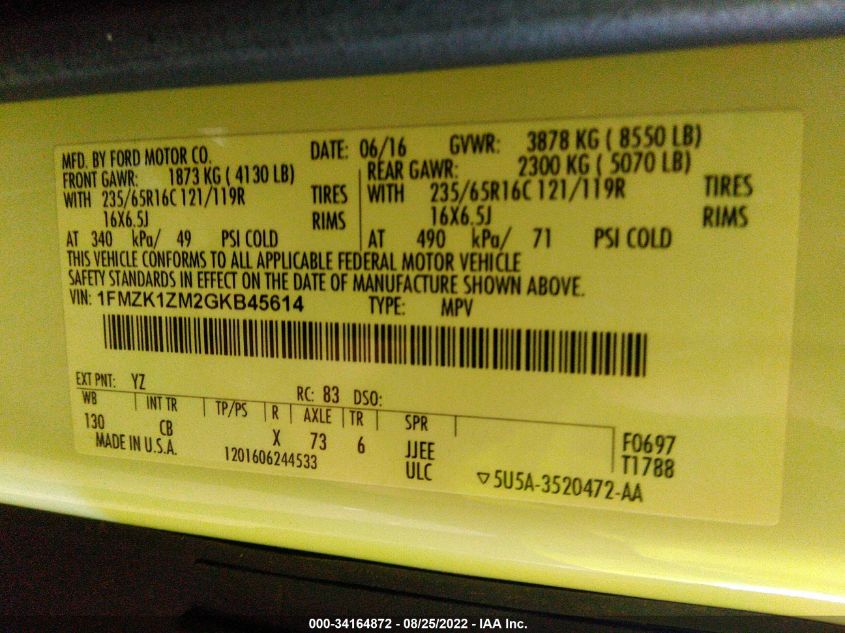 MFD. BY FORD MOTOR CO. DATE: 06/16 GVWR: 3878 KG ( 8550 LB)
FRONT GAWR: 1873 KG ( 4130 LB) REAR GAWR: 2300 KG ( 5070 LB)
WITH 235/65R16C 121/119R TIRES WITH 235/65R16C 121/119R TIRES
16X6.5J RIMS 16X6.5J RIMS
AT 340 kPa/ 49 PSI COLD AT 490 kPa/ 71 PSI COLD
THIS VEHICLE CONFORMS TO ALL APPLICABLE FEDERAL MOTOR VEHICLE
SAFETY STANDARDS IN EFFECT ON THE DATE OF MANUFACTURE SHOWN ABOVE.
VIN: 1FMZK1ZM2GKB45614 TYPE: MPV
EXT PNT: YZ RC: 83 DSO:
WB INT TR TP/PS R AXLE TR SPR
130 CB X 73 6 JJEE F0697
MADE IN U.S.A. 1201606244533 ULC T1788
▽5U5A-3520472-AA
000-34164872 - 08/25/2022 - IAA Inc.